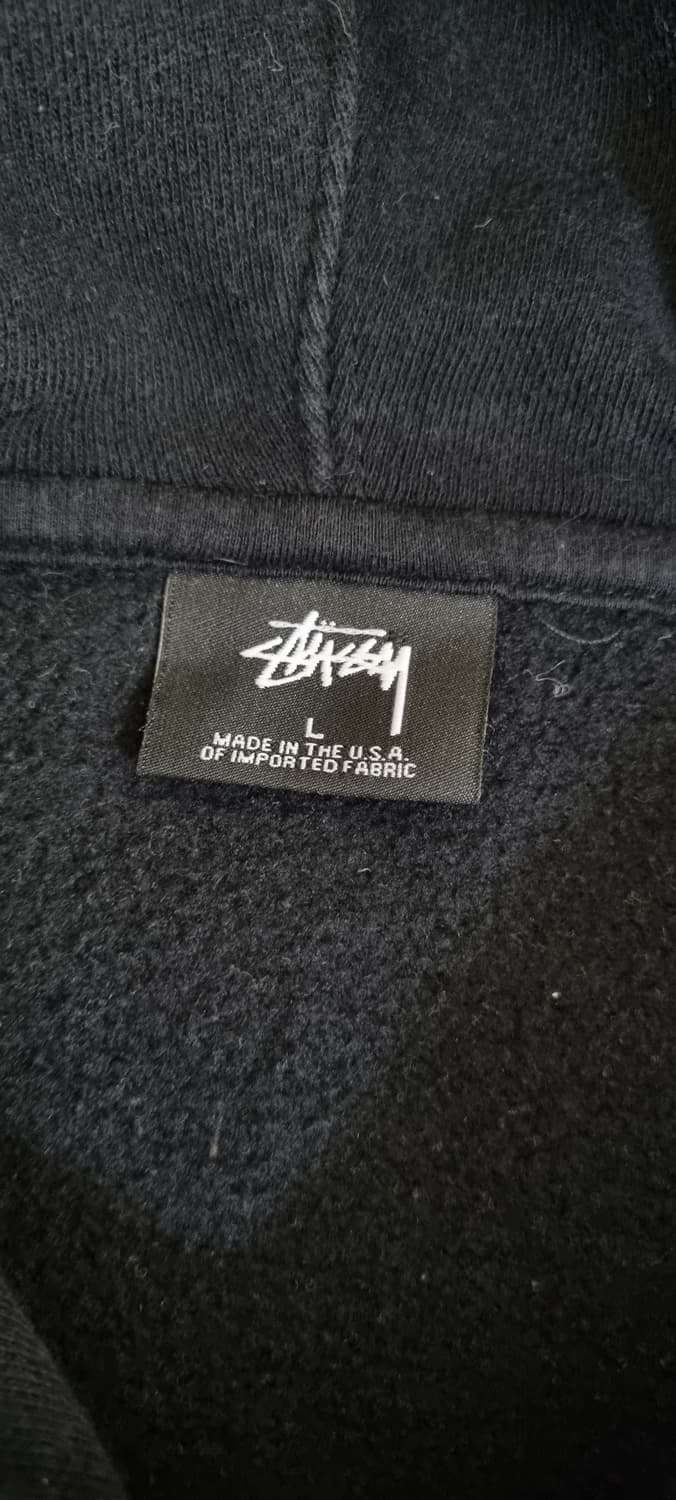 Stüssy
L
MADE IN THE U.S.A.
OF IMPORTED FABRIC